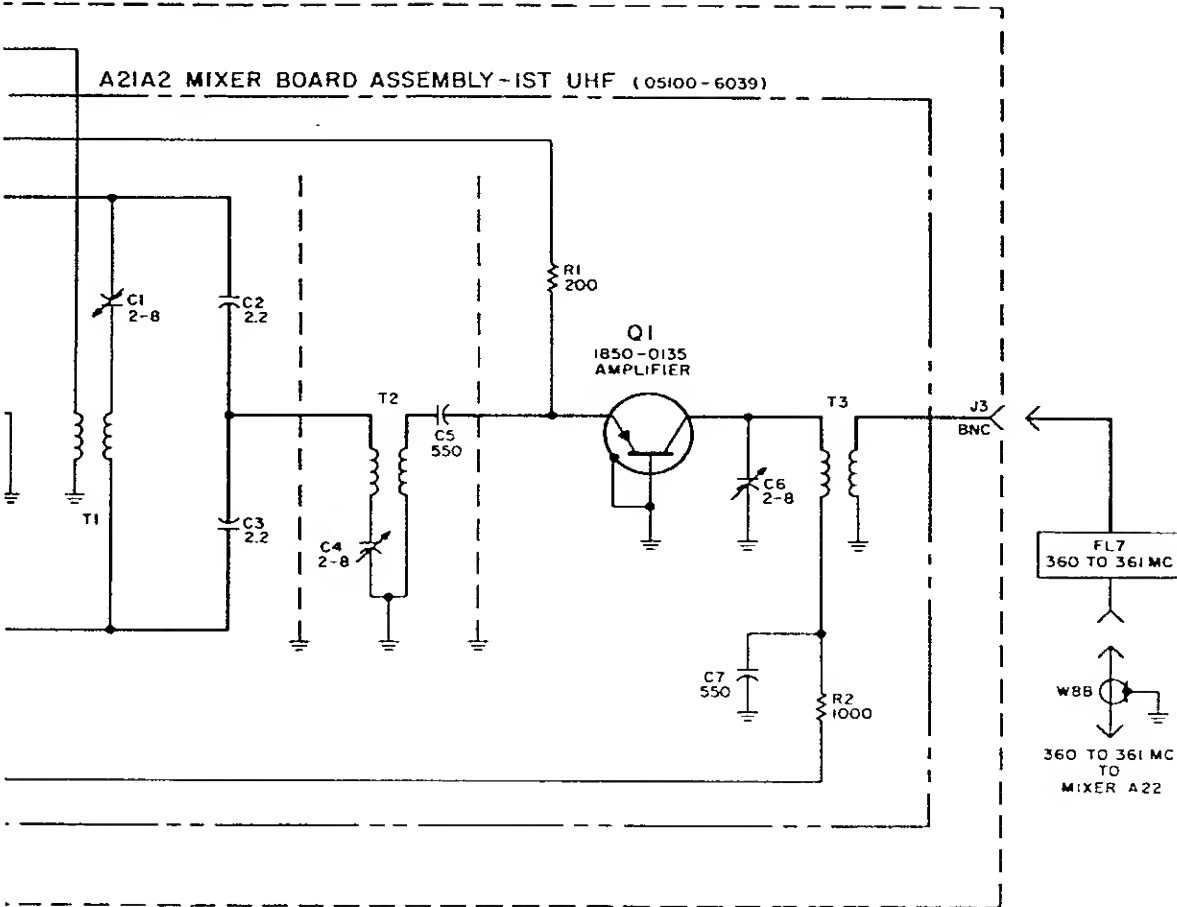 A21A2 MIXER BOARD ASSEMBLY-1ST UHF (05100-6039)
C1
2-8
C2
2.2
R1
200
Q1
1850-0135
AMPLIFIER
T2
C5
550
T3
J3
BNC
C6
2-8
T1
C3
2.2
C4
2-8
FL7
360 TO 361 MC
C7
550
R2
1000
W8B
360 TO 361 MC
TO
MIXER A22